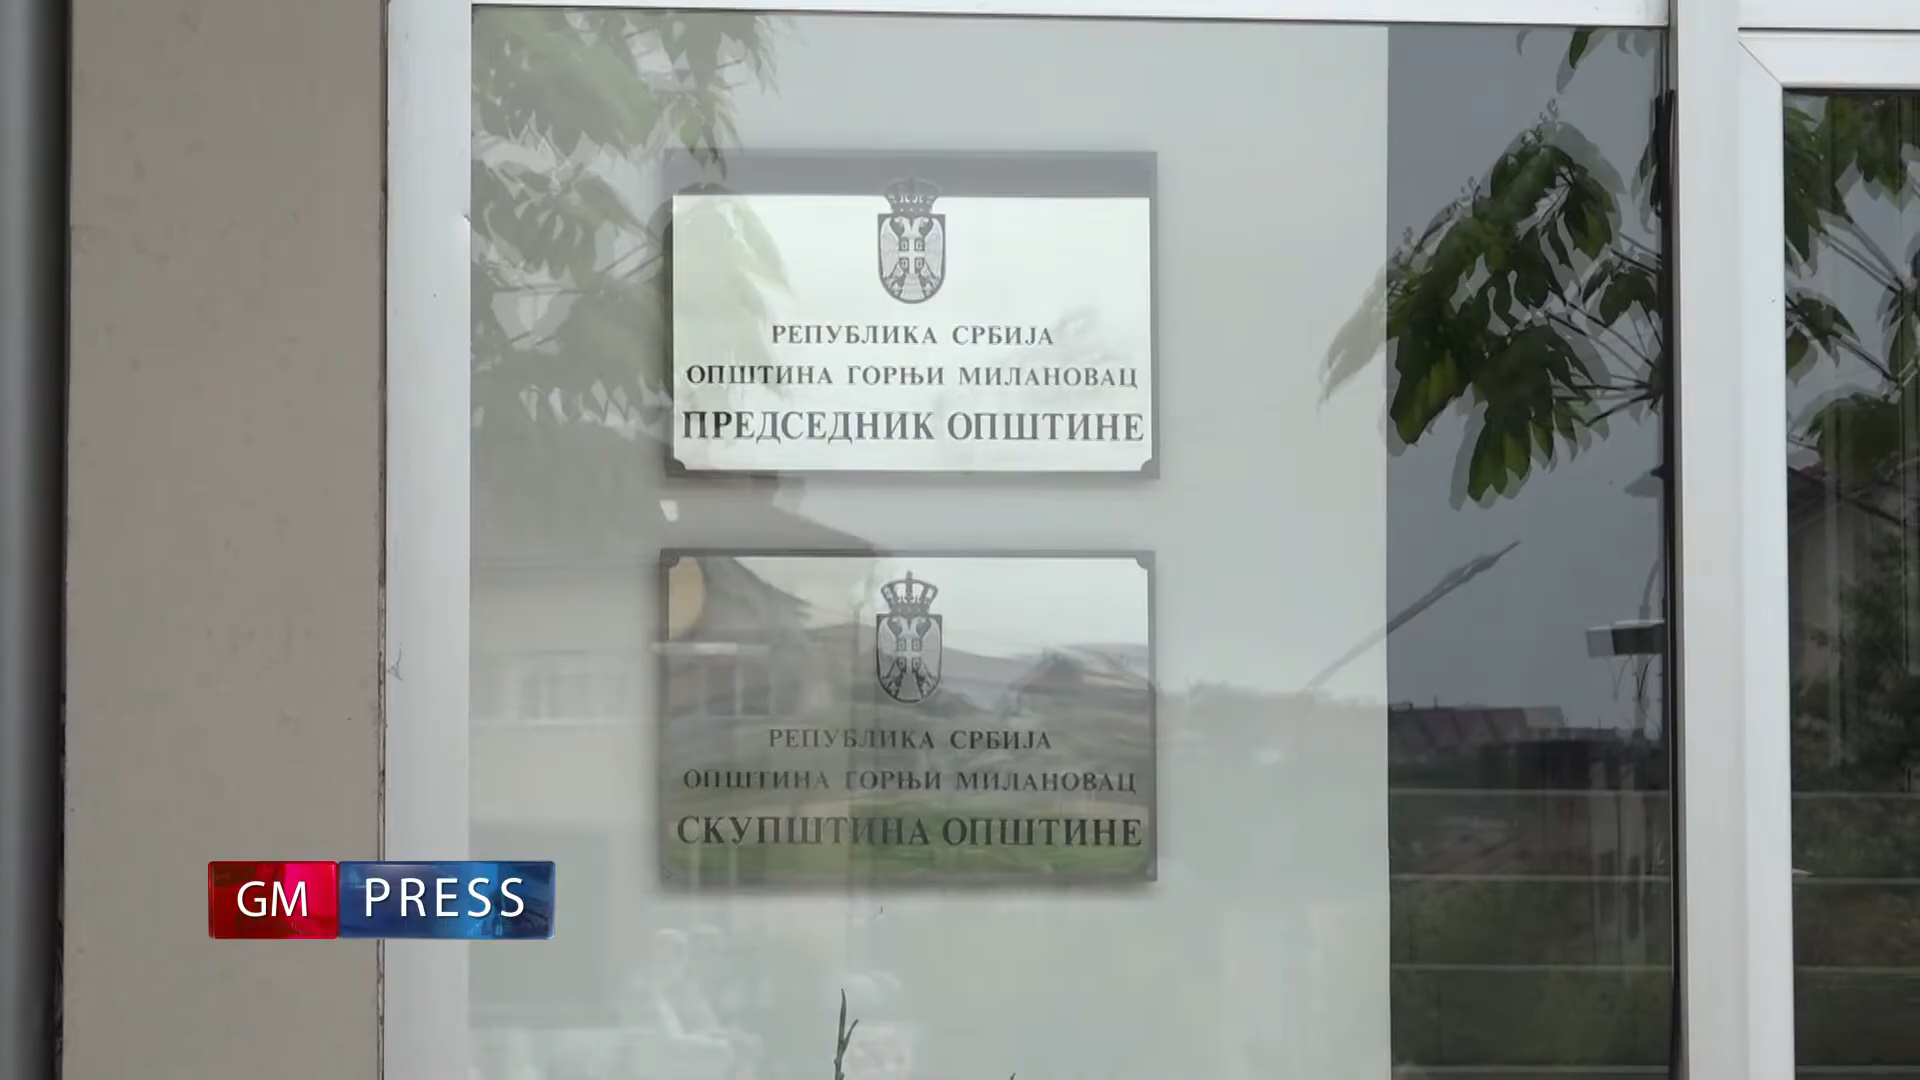 РЕПУБЛИКА СРБИЈА
ОПШТИНА ГОРЊИ МИЛАНОВАЦ
ПРЕДСЕДНИК ОПШТИНЕ
РЕПУБЛИКА СРБИЈА
ОПШТИНА ГОРЊИ МИЛАНОВАЦ
СКУПШТИНА ОПШТИНЕ
GM PRESS